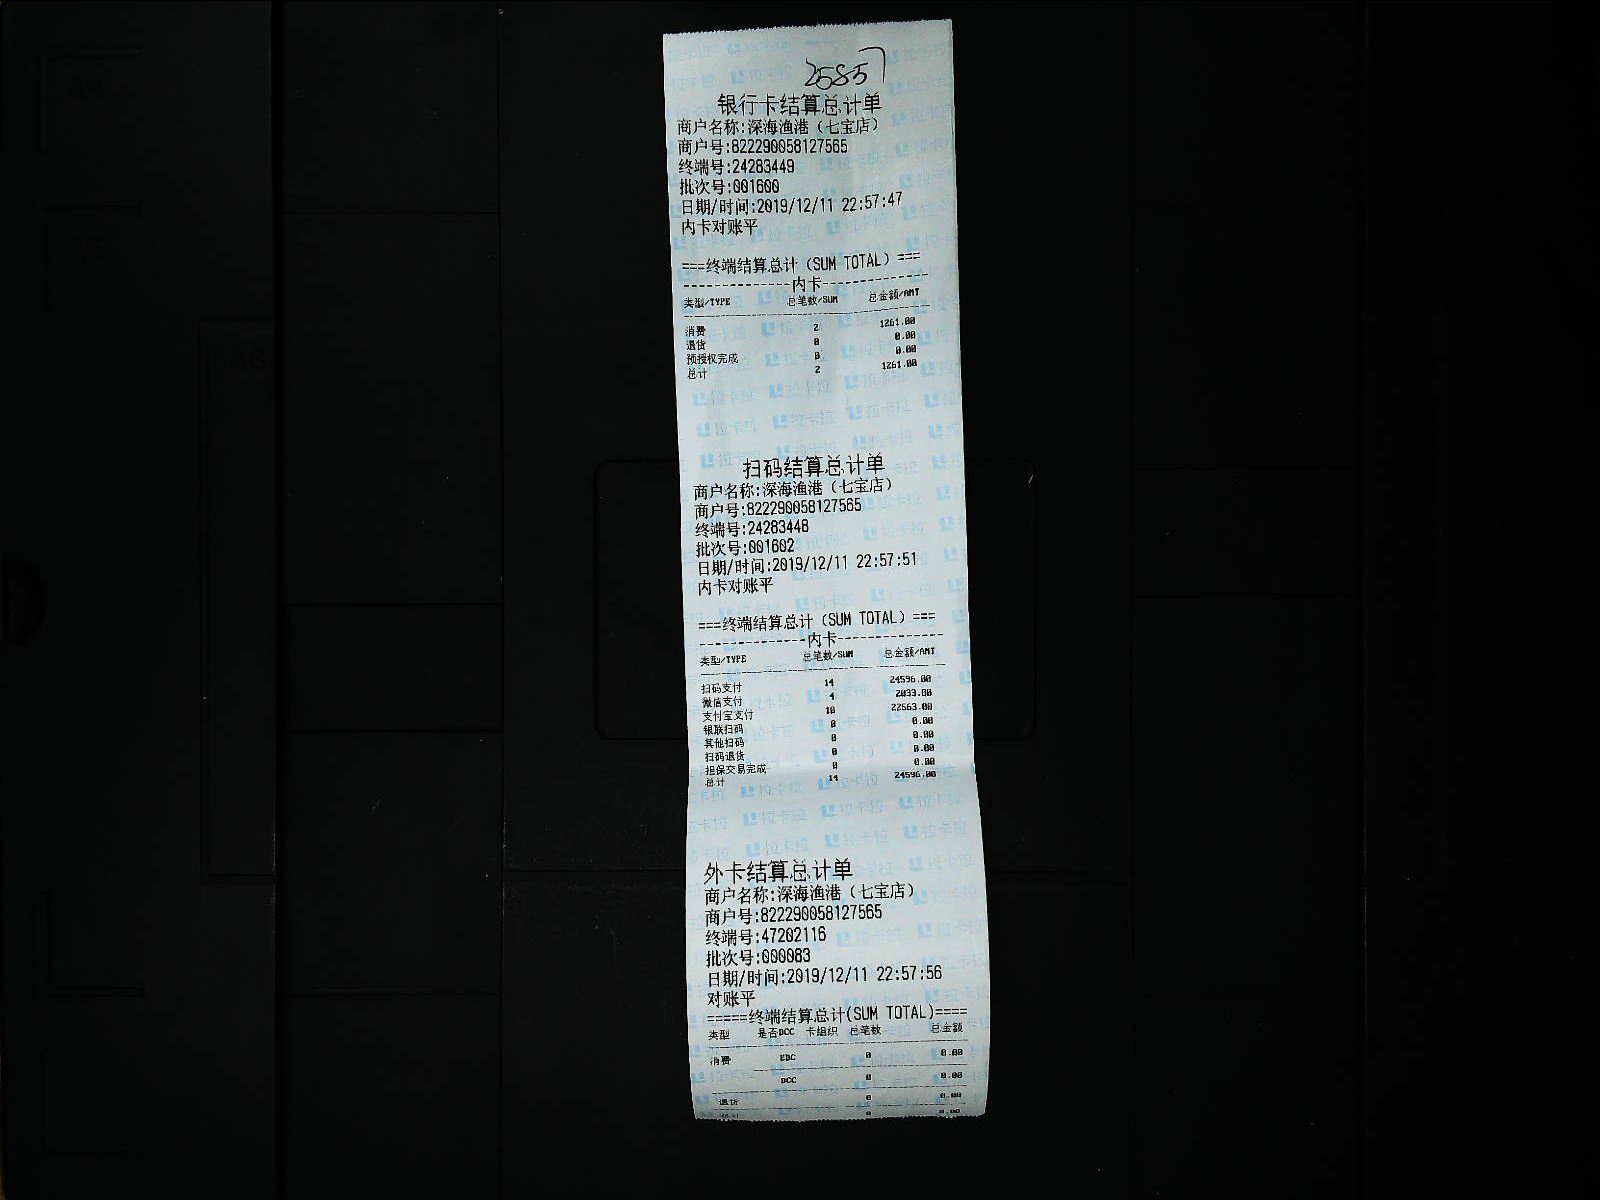 25857
银行卡结算总计单
商户名称:深海渔港（七宝店）
商户号:822290058127565
终端号:24283449
批次号:001600
日期/时间:2019/12/11 22:57:47
内卡对账平
===终端结算总计（SUM TOTAL）===
---------------内卡---------------
类型/TYPE 总笔数/SUM 总金额/AMT
消费 2 1261.00
退货 0 0.00
预授权完成 0 0.00
总计 2 1261.00
扫码结算总计单
商户名称:深海渔港（七宝店）
商户号:822290058127565
终端号:24283448
批次号:001602
日期/时间:2019/12/11 22:57:51
内卡对账平
===终端结算总计（SUM TOTAL）===
---------------内卡---------------
类型/TYPE 总笔数/SUM 总金额/AMT
扫码支付 14 24596.00
微信支付 4 2033.00
支付宝支付 10 22563.00
银联扫码 0 0.00
其他扫码 0 0.00
扫码退货 0 0.00
担保交易完成 0 0.00
总计 14 24596.00
外卡结算总计单
商户名称:深海渔港（七宝店）
商户号:822290058127565
终端号:47202116
批次号:000083
日期/时间:2019/12/11 22:57:56
对账平
=====终端结算总计(SUM TOTAL)====
类型 是否DCC 卡组织 总笔数 总金额
消费 EDC 0 0.00
DCC 0 0.00
退货 0 0.00
0 0.00